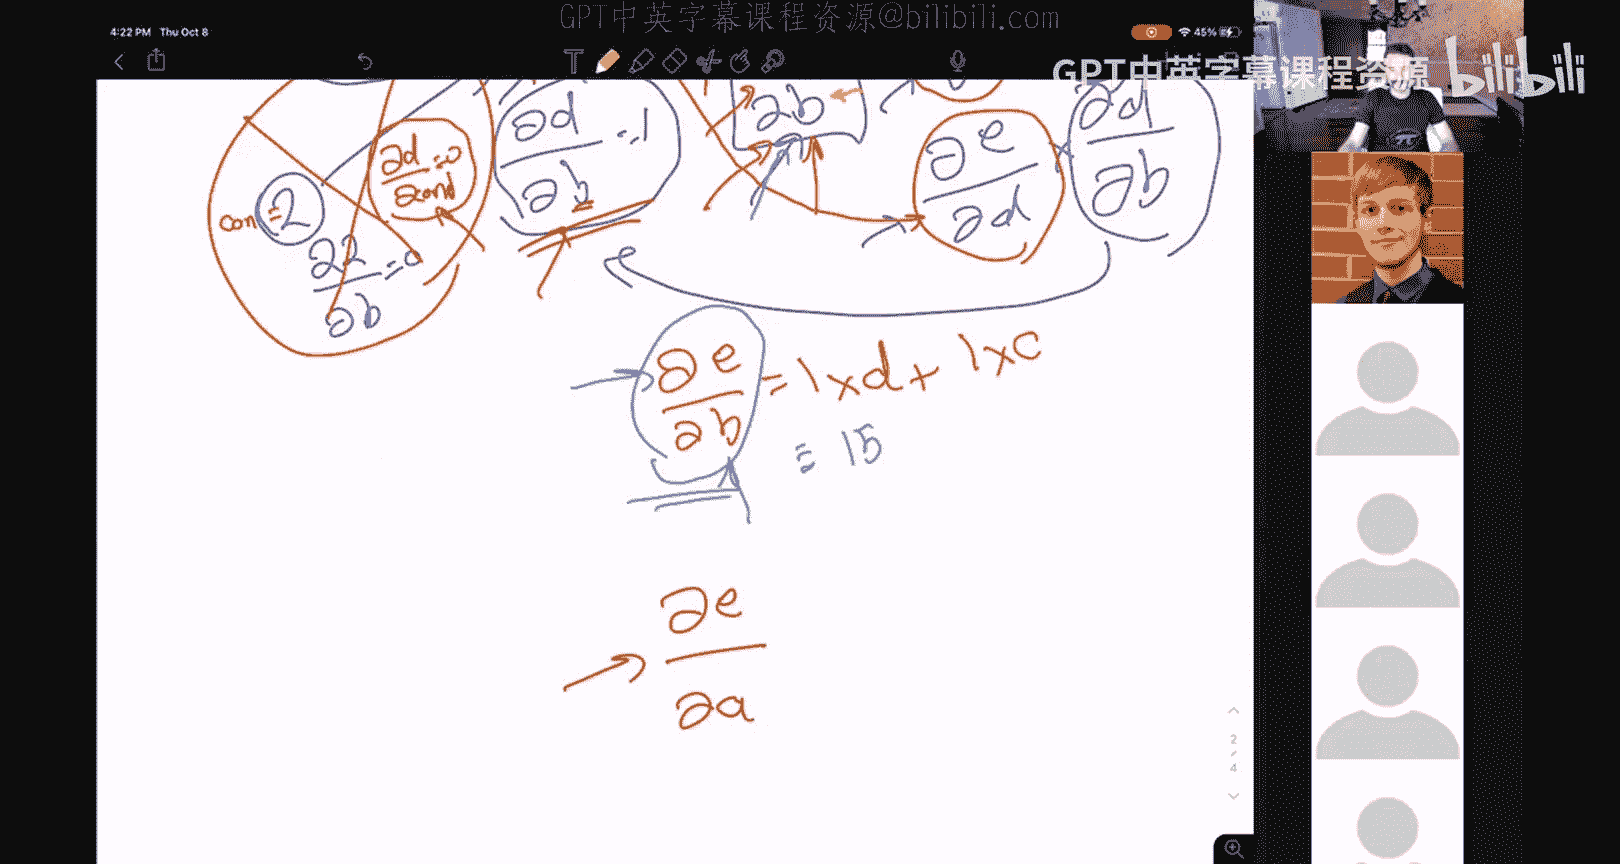 GPT中英字幕课程资源@bilibili.com
4:22 PM Thu Oct 8
45%
GPT中英字幕课程资源 bilibili
∂d/∂b = 1
∂b
∂d/∂b
∂d/∂cond = 0
∂e/∂d ×
con = 2
∂2/∂b = 0
∂e/∂b = 1×d + 1×c
= 15
∂e/∂a
2
4